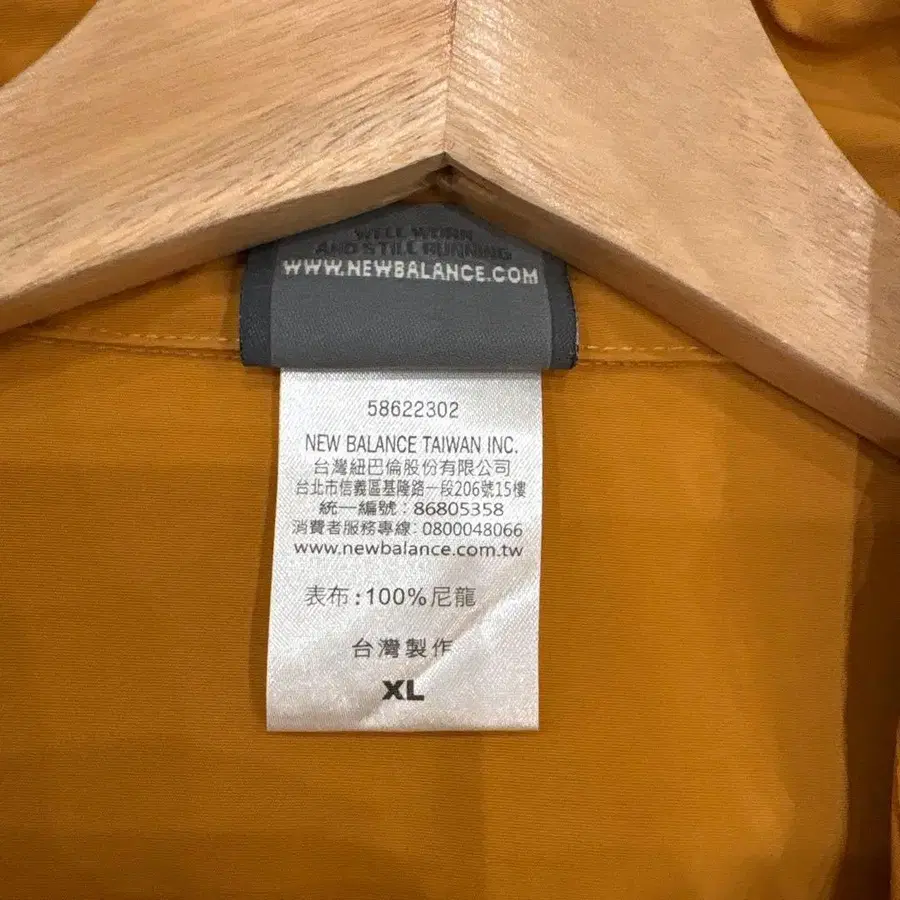 WELL WORN
AND STILL RUNNING
WWW.NEWBALANCE.COM
58622302
NEW BALANCE TAIWAN INC.
台灣紐巴倫股份有限公司
台北市信義區基隆路一段206號15樓
統一編號：86805358
消費者服務專線：0800048066
www.newbalance.com.tw
表布：100%尼龍
台灣製作
XL